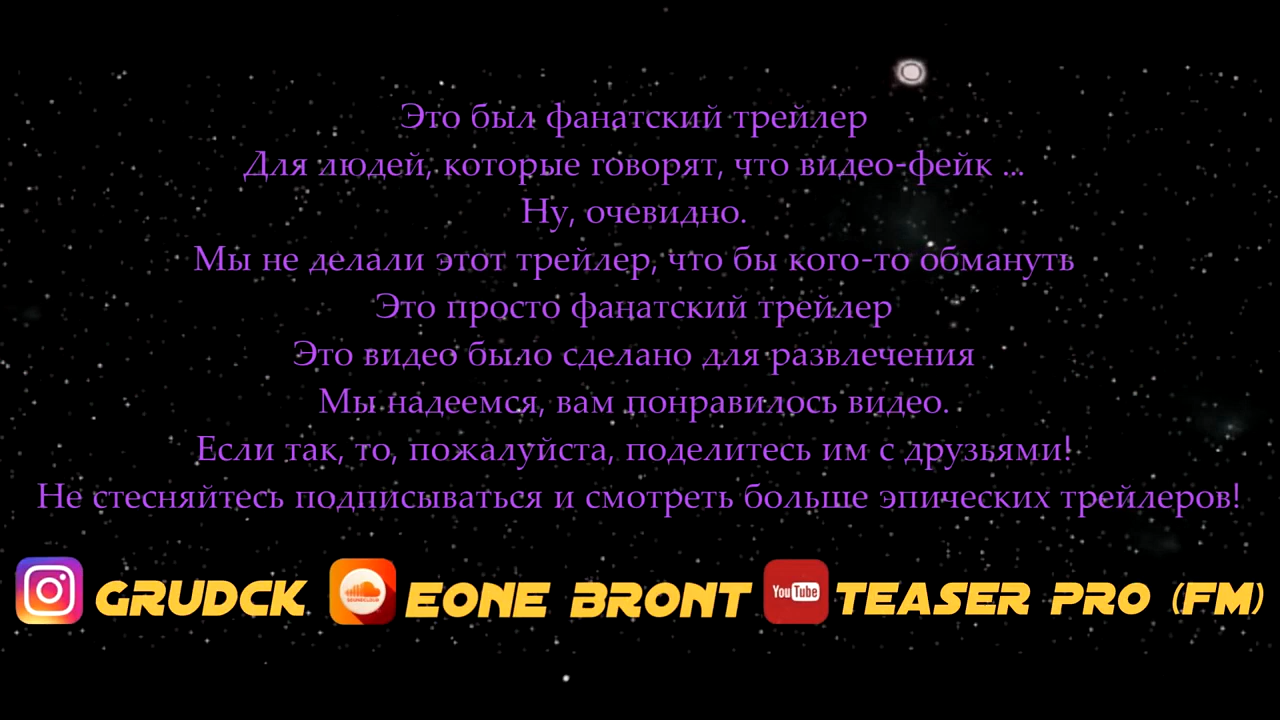 Это был фанатский трейлер
Для людей, которые говорят, что видео-фейк ...
Ну, очевидно.
Мы не делали этот трейлер, что бы кого-то обмануть
Это просто фанатский трейлер
Это видео было сделано для развлечения
Мы надеемся, вам понравилось видео.
Если так, то, пожалуйста, поделитесь им с друзьями!
Не стесняйтесь подписываться и смотреть больше эпических трейлеров!
GRUDCK SOUNDCLOUD EONE BRONT YouTube TEASER PRO (FM)